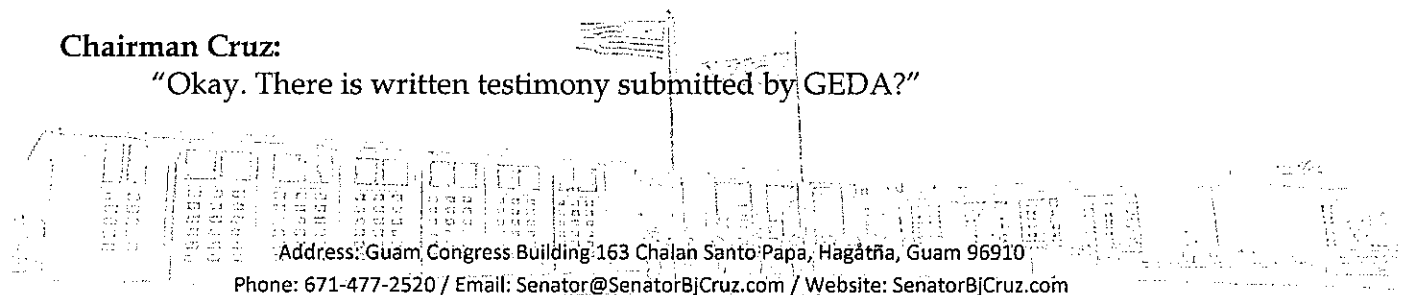 Chairman Cruz:
"Okay. There is written testimony submitted by GEDA?"
Address: Guam Congress Building 163 Chalan Santo Papa, Hagåtña, Guam 96910
Phone: 671-477-2520 / Email: Senator@SenatorBjCruz.com / Website: SenatorBjCruz.com